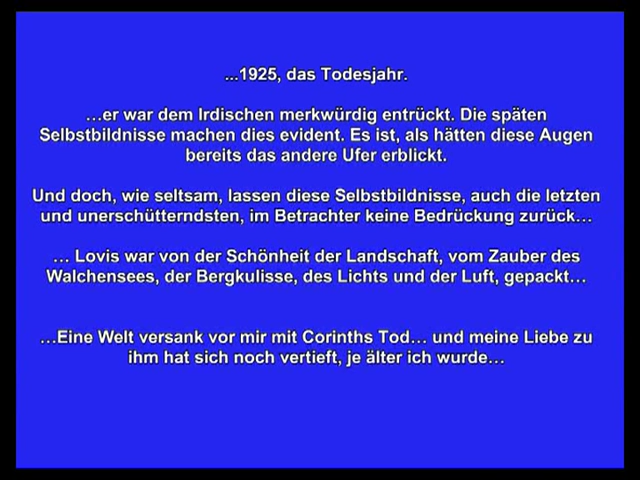 ...1925, das Todesjahr.
…er war dem Irdischen merkwürdig entrückt. Die späten
Selbstbildnisse machen dies evident. Es ist, als hätten diese Augen
bereits das andere Ufer erblickt.
Und doch, wie seltsam, lassen diese Selbstbildnisse, auch die letzten
und unerschütterndsten, im Betrachter keine Bedrückung zurück…
… Lovis war von der Schönheit der Landschaft, vom Zauber des
Walchensees, der Bergkulisse, des Lichts und der Luft, gepackt…
…Eine Welt versank vor mir mit Corinths Tod… und meine Liebe zu
ihm hat sich noch vertieft, je älter ich wurde…